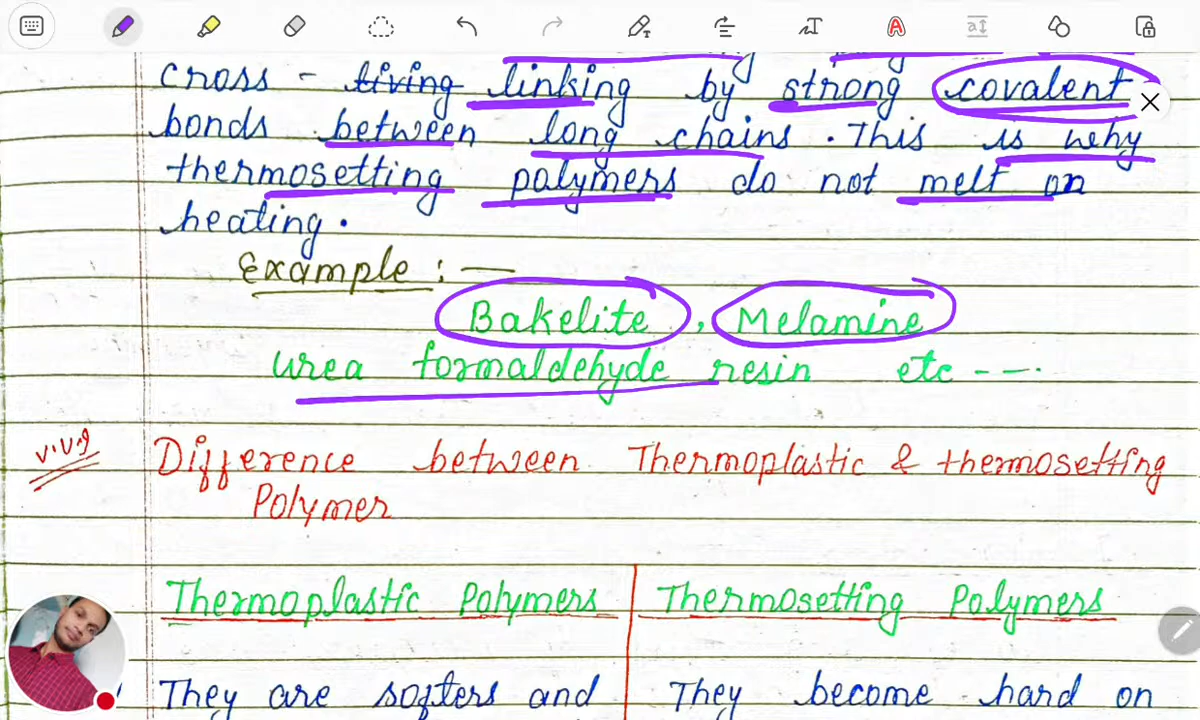 cross - living linking by strong covalent
bonds between long chains. This is why
thermosetting polymers do not melt on
heating.
Example : —
Bakelite, Melamine
urea formaldehyde resin etc - -.
V.V.g
Difference between Thermoplastic & thermosetting
Polymer
Thermoplastic Polymers
Thermosetting Polymers
They are softers and
They become hard on